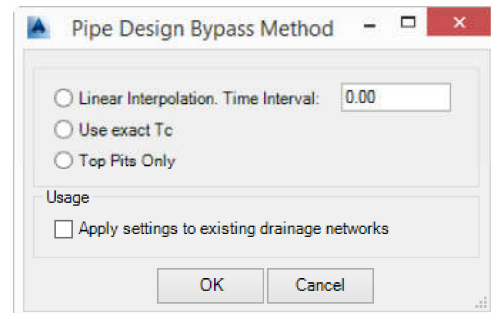 Pipe Design Bypass Method
Linear Interpolation. Time Interval: 0.00
Use exact Tc
Top Pits Only
Usage
Apply settings to existing drainage networks
OK Cancel